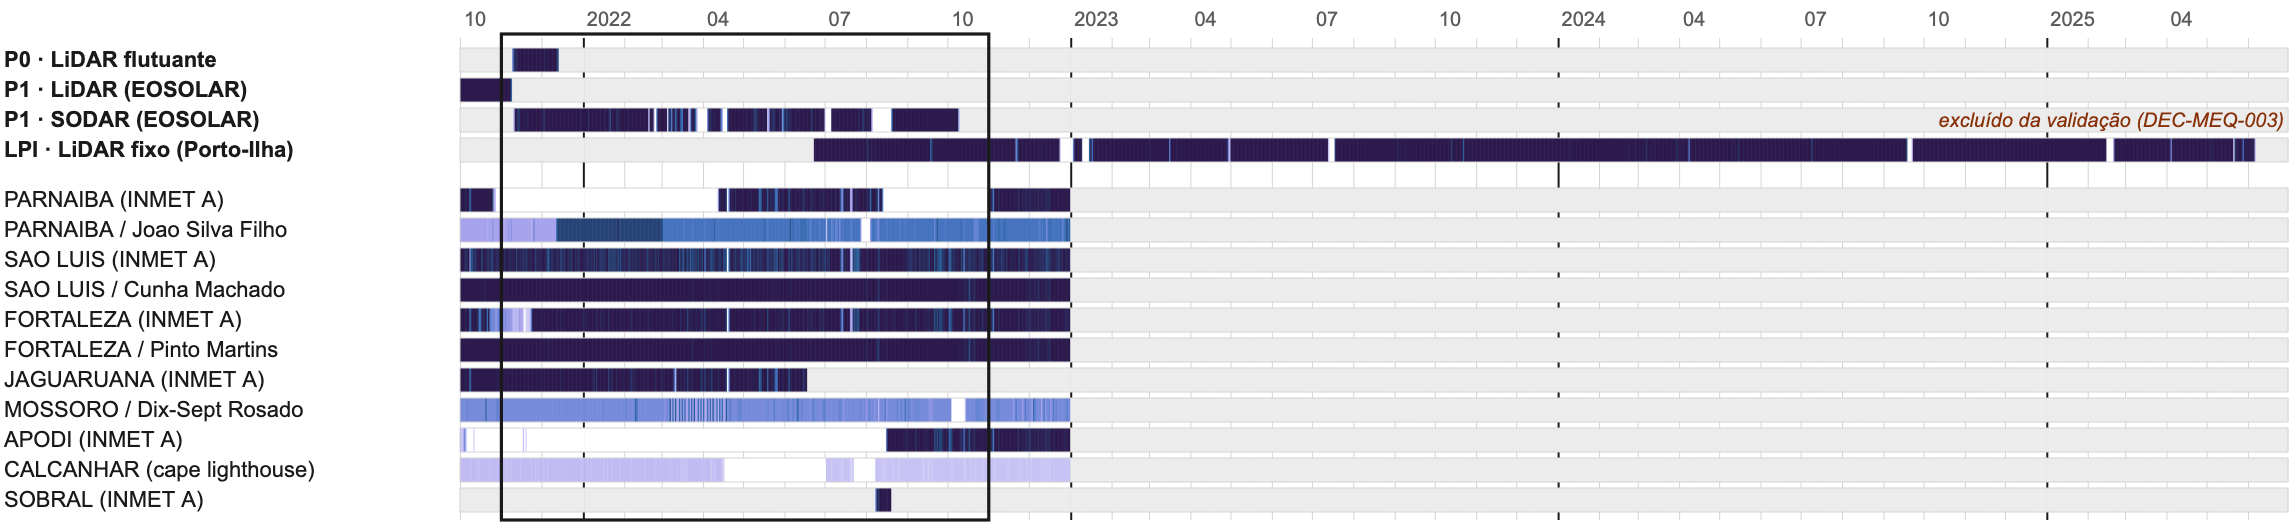 10 2022 04 07 10 2023 04 07 10 2024 04 07 10 2025 04
P0 · LiDAR flutuante
P1 · LiDAR (EOSOLAR)
P1 · SODAR (EOSOLAR)
excluído da validação (DEC-MEQ-003)
LPI · LiDAR fixo (Porto-Ilha)
PARNAIBA (INMET A)
PARNAIBA / Joao Silva Filho
SAO LUIS (INMET A)
SAO LUIS / Cunha Machado
FORTALEZA (INMET A)
FORTALEZA / Pinto Martins
JAGUARUANA (INMET A)
MOSSORO / Dix-Sept Rosado
APODI (INMET A)
CALCANHAR (cape lighthouse)
SOBRAL (INMET A)